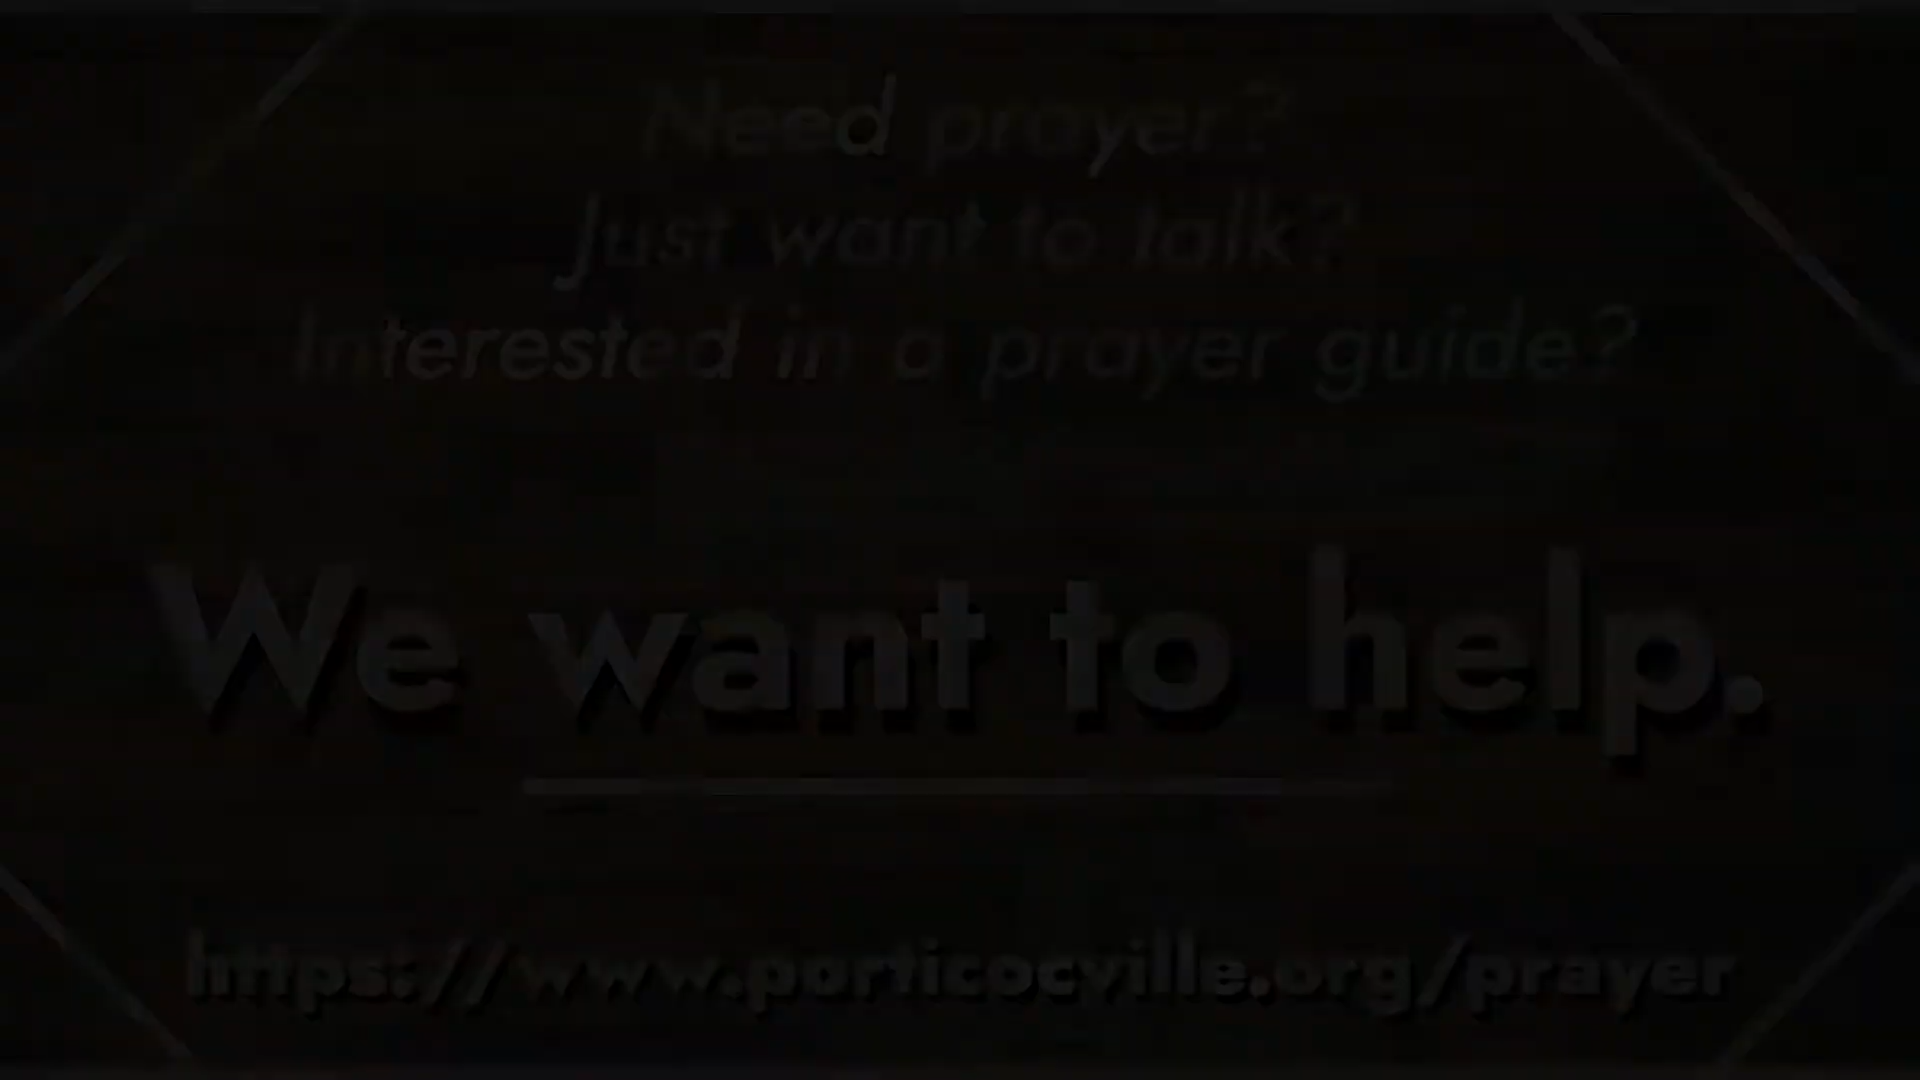 Need prayer?
Just want to talk?
Interested in a prayer guide?
We want to help.
https://www.porticocville.org/prayer